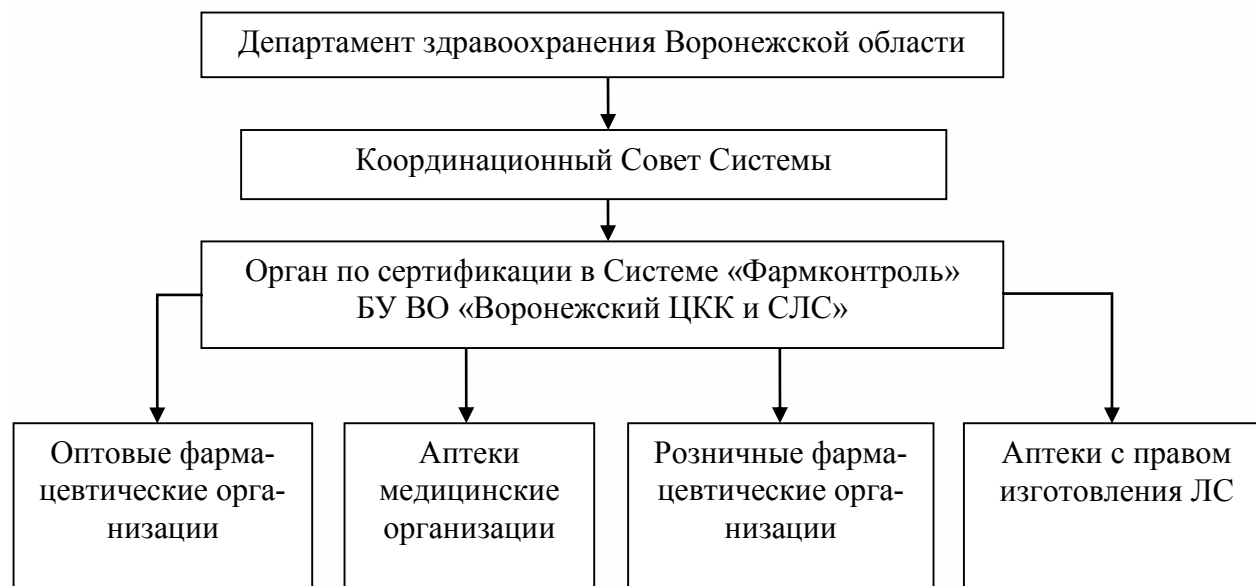 Департамент здравоохранения Воронежской области
Координационный Совет Системы
Орган по сертификации в Системе «Фармконтроль»
БУ ВО «Воронежский ЦКК и СЛС»
Оптовые фарма-
цевтические орга-
низации
Аптеки
медицинские
организации
Розничные фарма-
цевтические орга-
низации
Аптеки с правом
изготовления ЛС